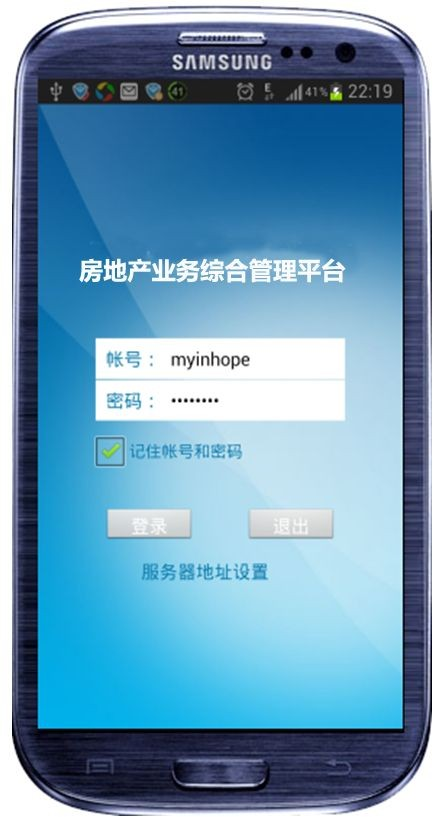 SAMSUNG
41 E 41% 22:19
房地产业务综合管理平台
帐号： myinhope
密码： ••••••••
记住帐号和密码
登录 退出
服务器地址设置